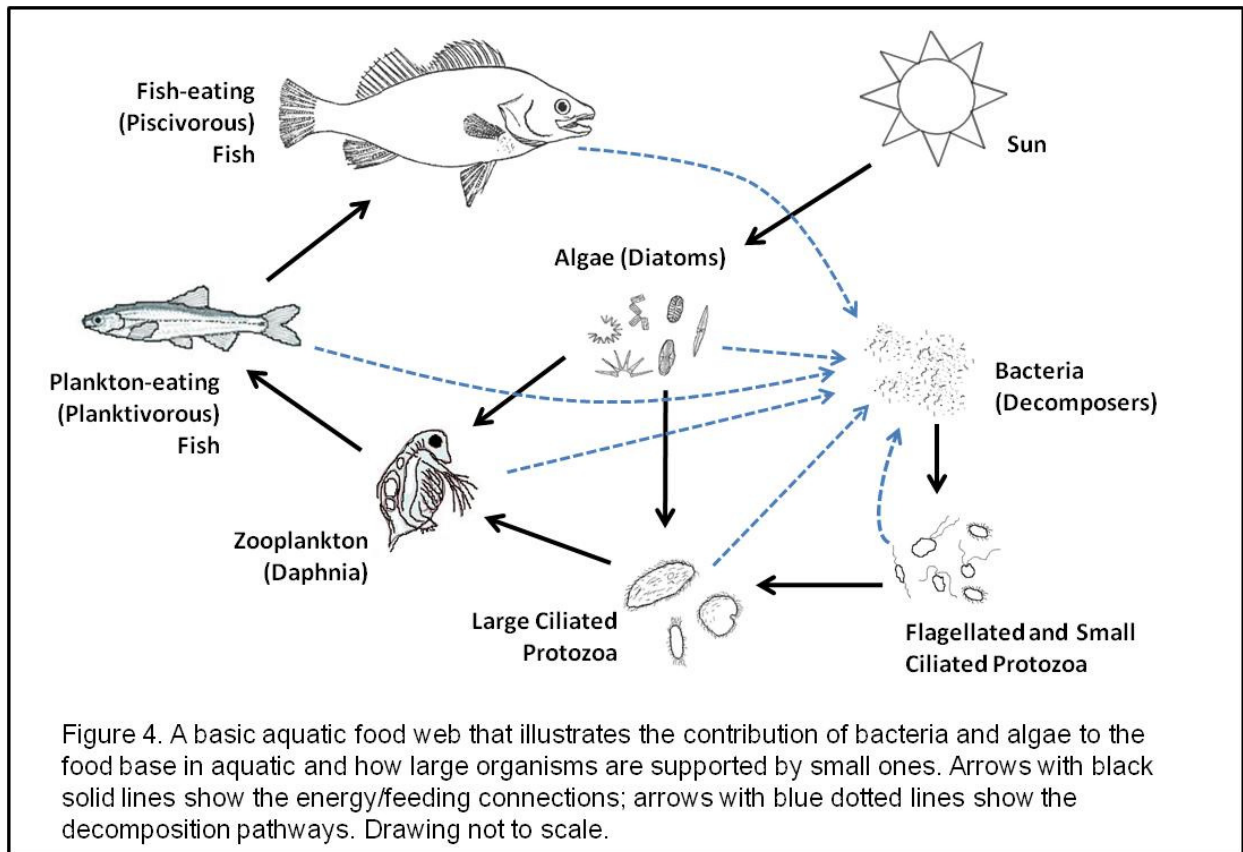 Fish-eating
(Piscivorous)
Fish
Sun
Algae (Diatoms)
Plankton-eating
(Planktivorous)
Fish
Bacteria
(Decomposers)
Zooplankton
(Daphnia)
Large Ciliated
Protozoa
Flagellated and Small
Ciliated Protozoa
Figure 4. A basic aquatic food web that illustrates the contribution of bacteria and algae to the
food base in aquatic and how large organisms are supported by small ones. Arrows with black
solid lines show the energy/feeding connections; arrows with blue dotted lines show the
decomposition pathways. Drawing not to scale.